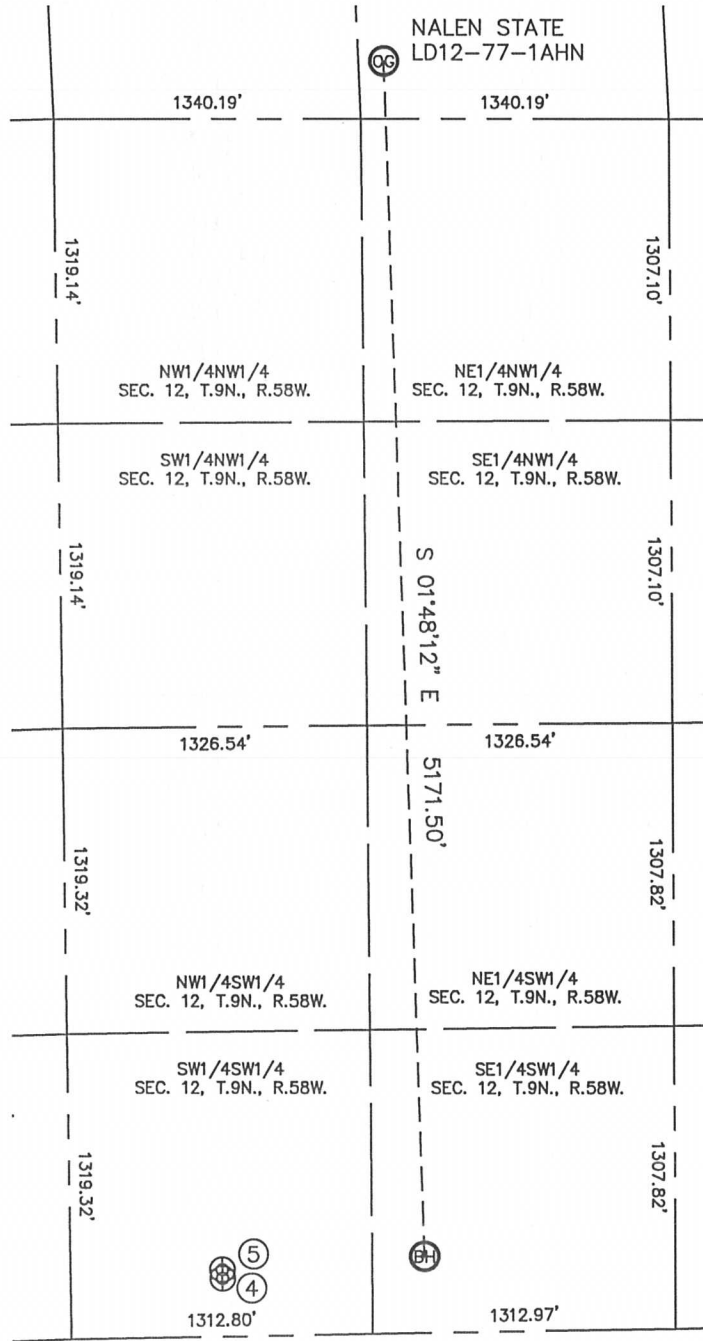 NALEN STATE
LD12-77-1AHN
OG
1340.19'
1340.19'
1319.14'
1307.10'
NW1/4NW1/4
SEC. 12, T.9N., R.58W.
NE1/4NW1/4
SEC. 12, T.9N., R.58W.
SW1/4NW1/4
SEC. 12, T.9N., R.58W.
SE1/4NW1/4
SEC. 12, T.9N., R.58W.
1319.14'
S 01°48'12" E 5171.50'
1307.10'
1326.54'
1326.54'
1319.32'
1307.82'
NW1/4SW1/4
SEC. 12, T.9N., R.58W.
NE1/4SW1/4
SEC. 12, T.9N., R.58W.
SW1/4SW1/4
SEC. 12, T.9N., R.58W.
SE1/4SW1/4
SEC. 12, T.9N., R.58W.
1319.32'
1307.82'
5
BH
4
1312.80'
1312.97'